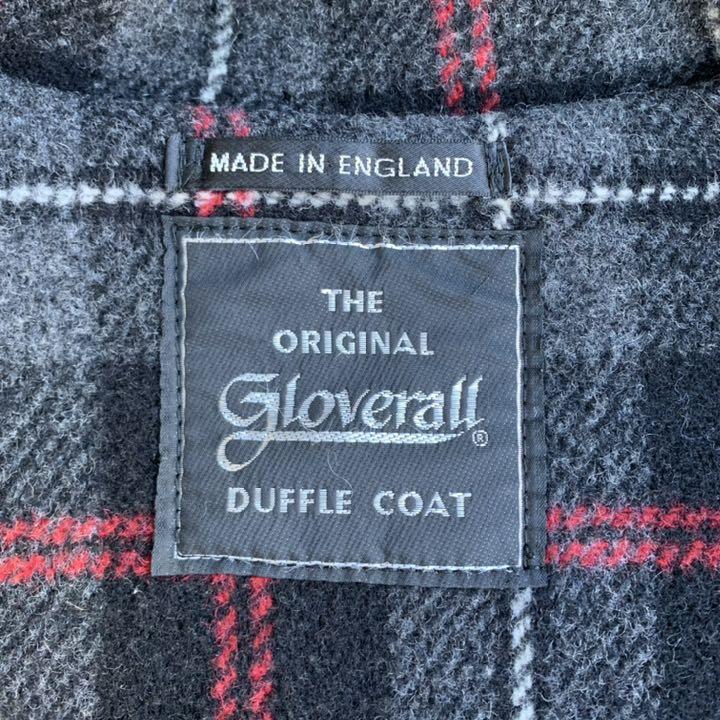 MADE IN ENGLAND
THE
ORIGINAL
Gloverall®
DUFFLE COAT